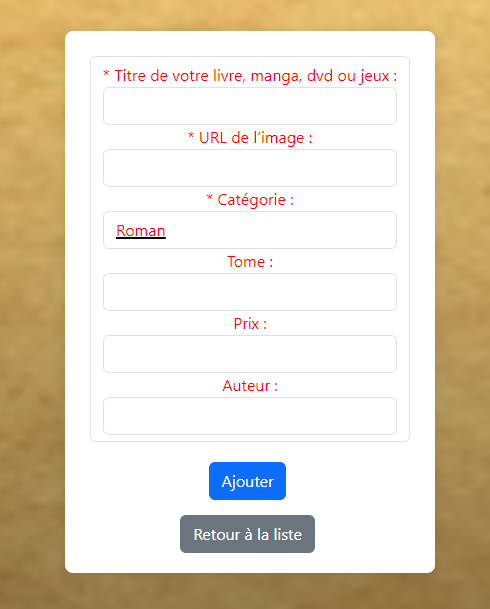 * Titre de votre livre, manga, dvd ou jeux :
* URL de l'image :
* Catégorie :
Roman
Tome :
Prix :
Auteur :
Ajouter
Retour à la liste